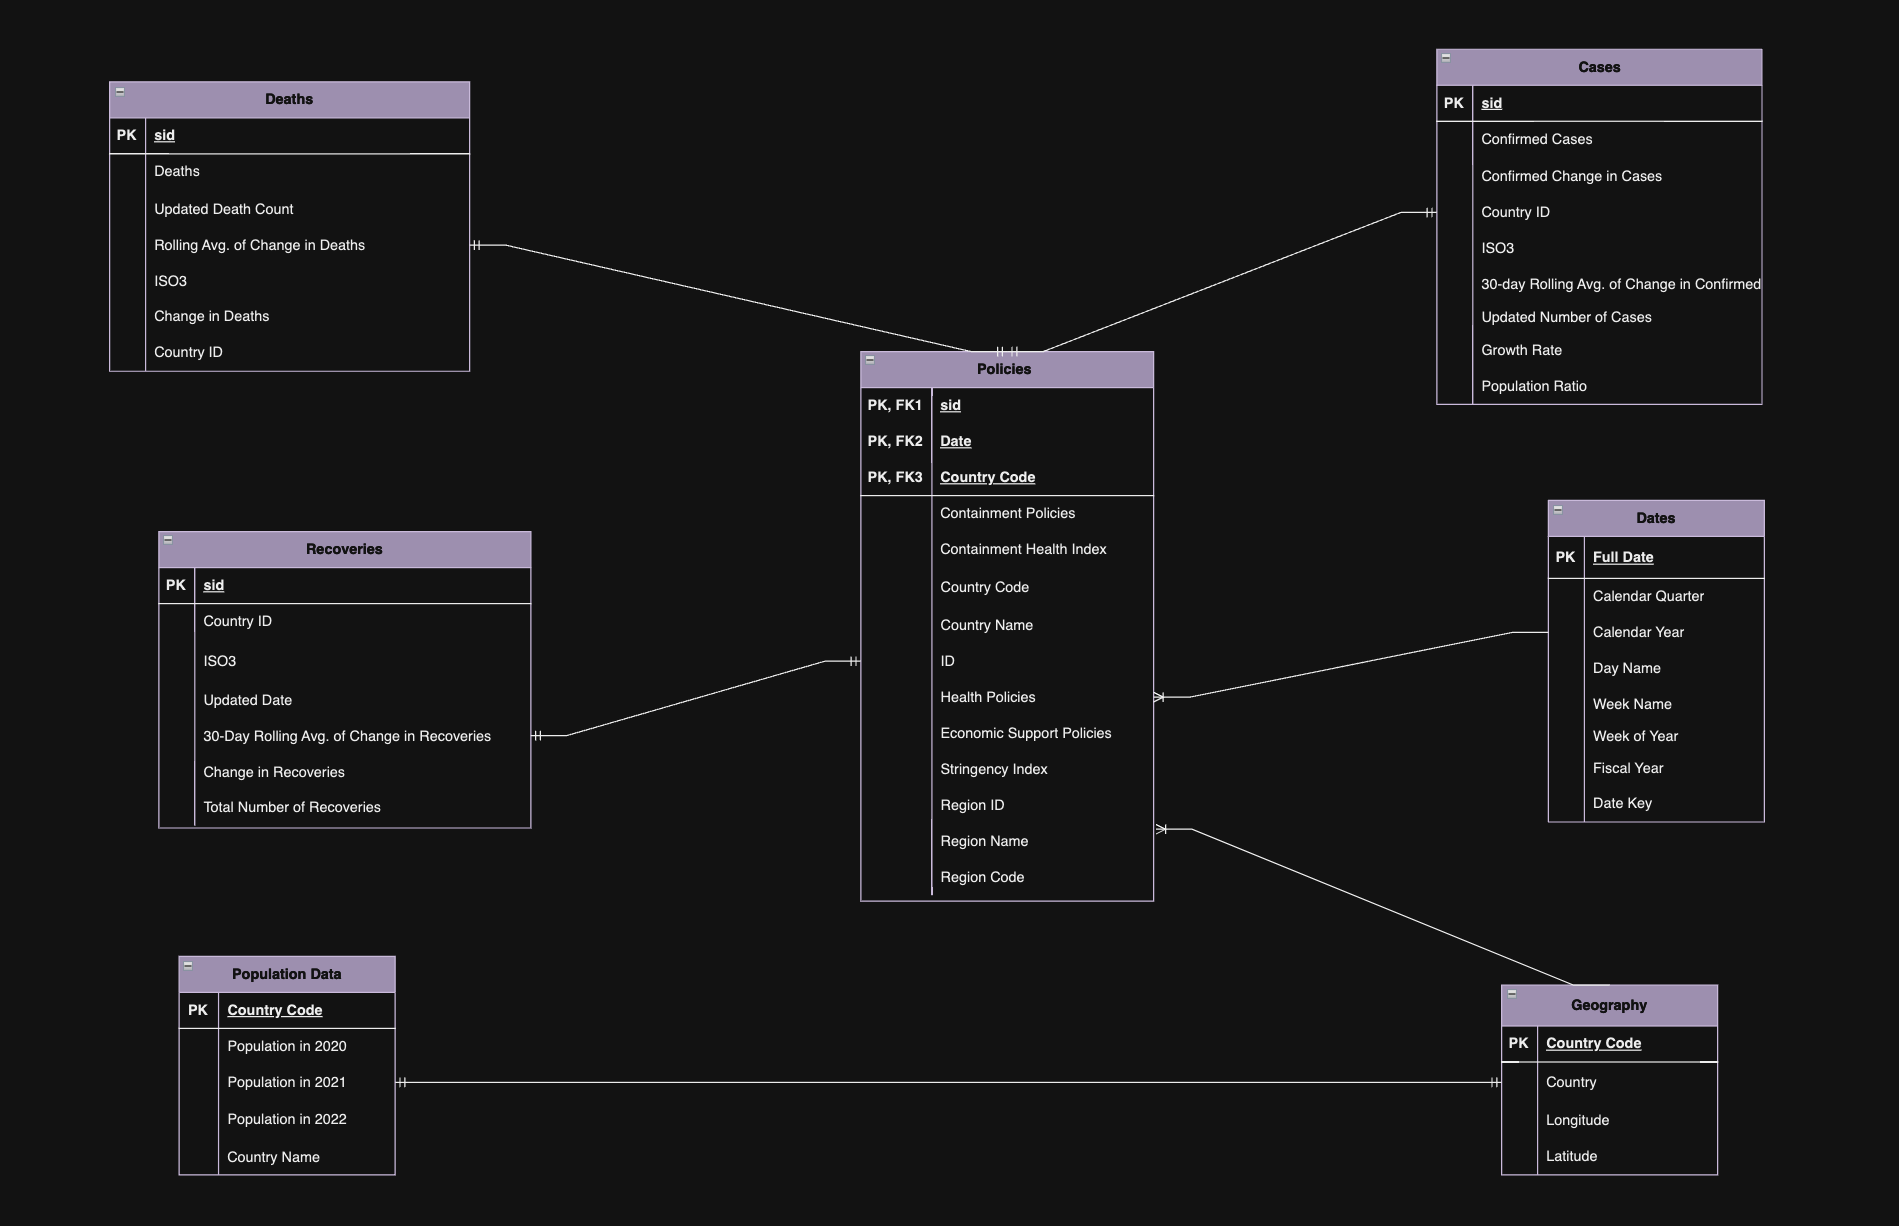 Deaths
PK sid
Deaths
Updated Death Count
Rolling Avg. of Change in Deaths
ISO3
Change in Deaths
Country ID
Cases
PK sid
Confirmed Cases
Confirmed Change in Cases
Country ID
ISO3
30-day Rolling Avg. of Change in Confirmed
Updated Number of Cases
Growth Rate
Population Ratio
Policies
PK, FK1 sid
PK, FK2 Date
PK, FK3 Country Code
Containment Policies
Containment Health Index
Country Code
Country Name
ID
Health Policies
Economic Support Policies
Stringency Index
Region ID
Region Name
Region Code
Recoveries
PK sid
Country ID
ISO3
Updated Date
30-Day Rolling Avg. of Change in Recoveries
Change in Recoveries
Total Number of Recoveries
Dates
PK Full Date
Calendar Quarter
Calendar Year
Day Name
Week Name
Week of Year
Fiscal Year
Date Key
Population Data
PK Country Code
Population in 2020
Population in 2021
Population in 2022
Country Name
Geography
PK Country Code
Country
Longitude
Latitude